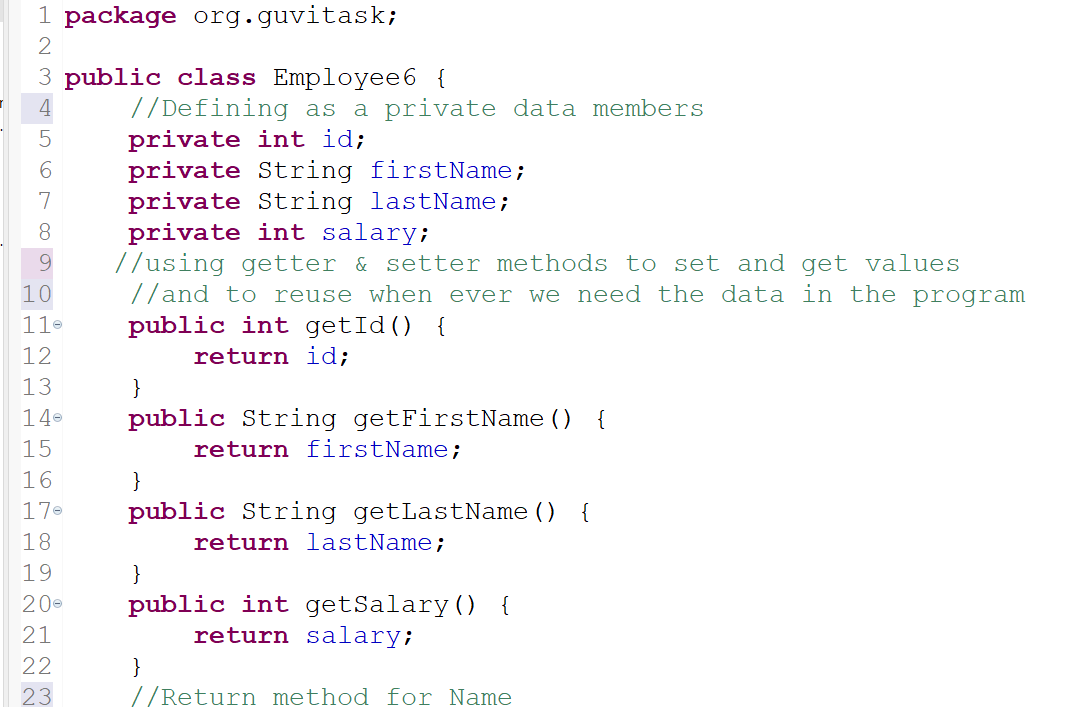 1 package org.guvitask;
2
3 public class Employee6 {
4 //Defining as a private data members
5 private int id;
6 private String firstName;
7 private String lastName;
8 private int salary;
9 //using getter & setter methods to set and get values
10 //and to reuse when ever we need the data in the program
11 public int getId() {
12 return id;
13 }
14 public String getFirstName() {
15 return firstName;
16 }
17 public String getLastName() {
18 return lastName;
19 }
20 public int getSalary() {
21 return salary;
22 }
23 //Return method for Name